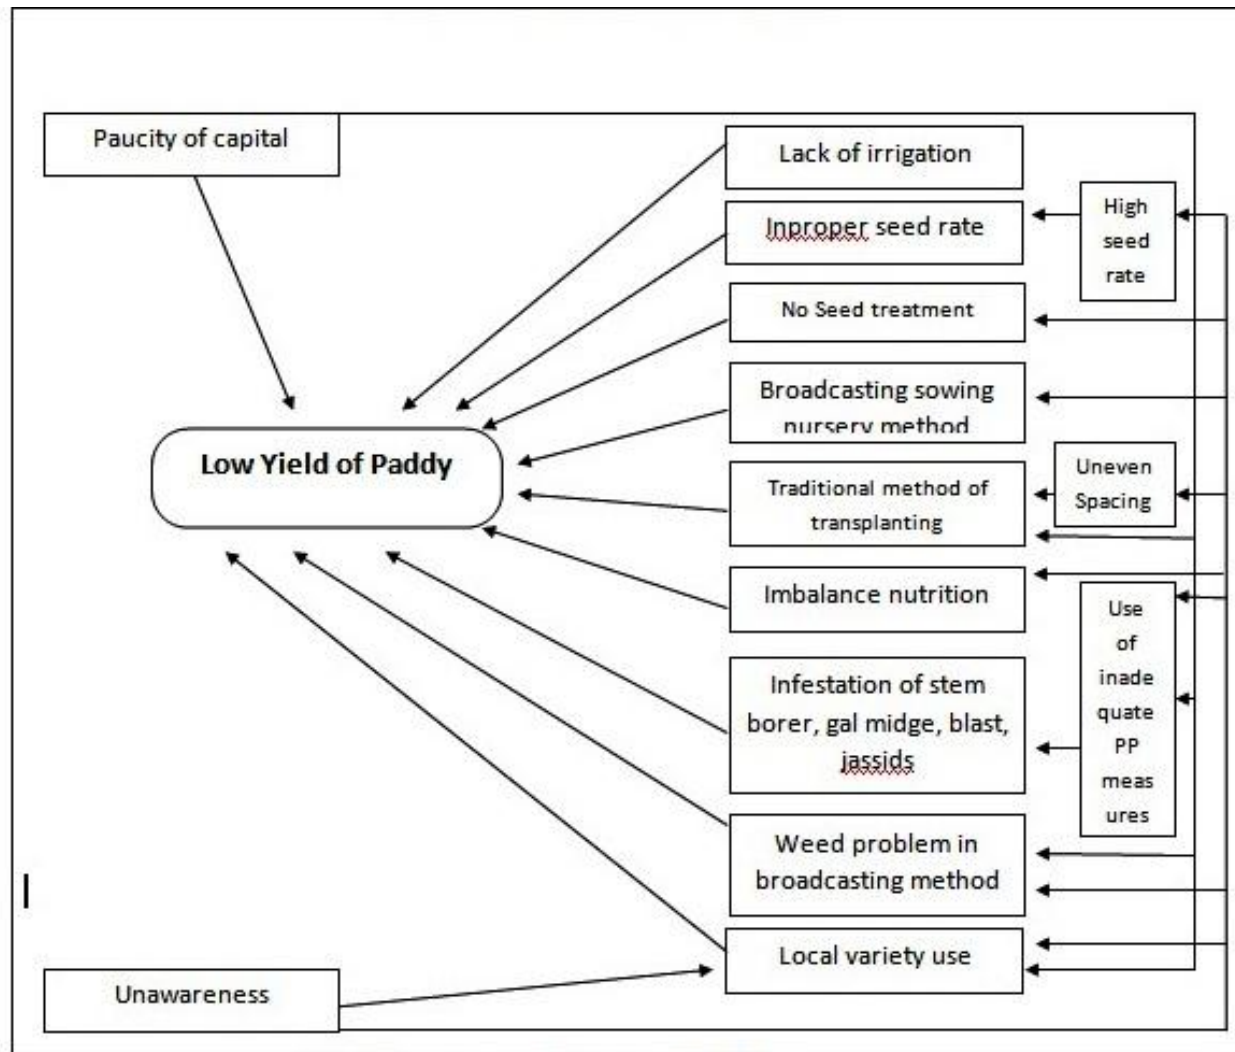 Paucity of capital
Lack of irrigation
Inproper seed rate
High
seed
rate
No Seed treatment
Broadcasting sowing
nursery method
Low Yield of Paddy
Traditional method of
transplanting
Uneven
Spacing
Imbalance nutrition
Use
of
inade
quate
PP
meas
ures
Infestation of stem
borer, gal midge, blast,
jassids
Weed problem in
broadcasting method
Local variety use
Unawareness